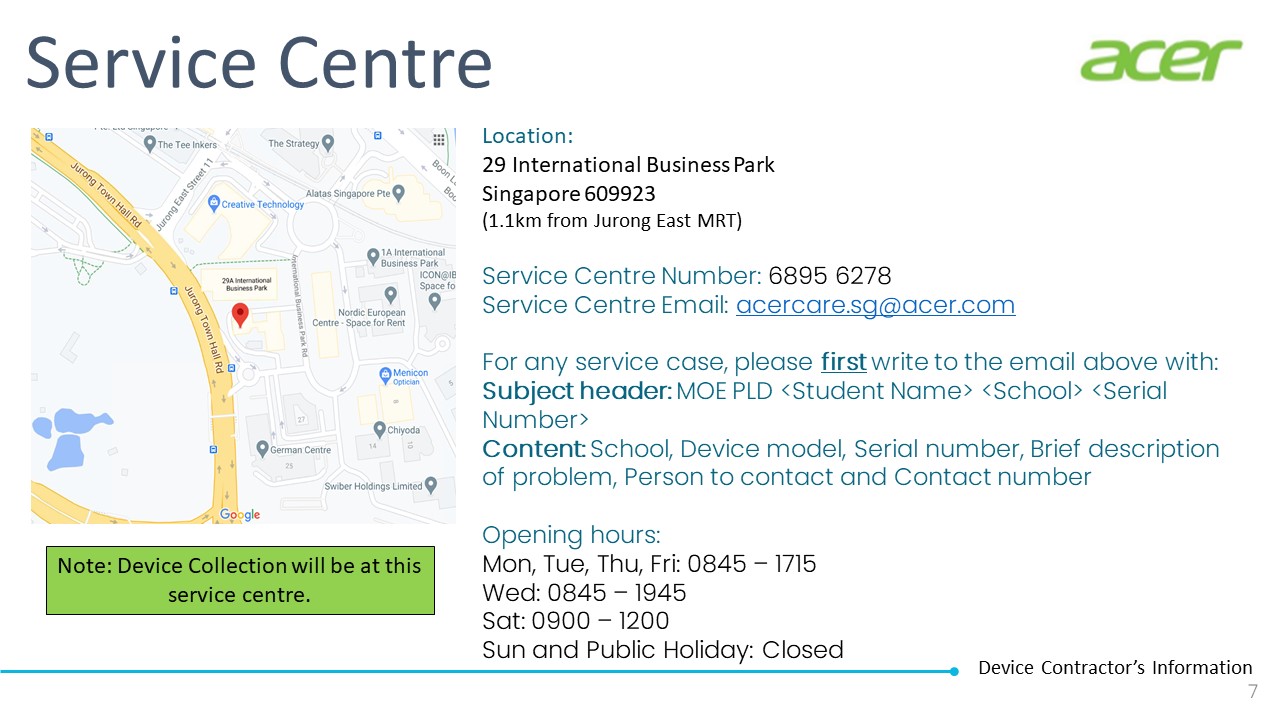 Service Centre
acer
The Tee Inkers
The Strategy
Jurong Town Hall Rd
Jurong East Street 11
Boon L
Alatas Singapore Pte
Creative Technology
1A International
Business Park
29A International
Business Park
ICON@IB
Space fo
International Business Park Rd
Nordic European
Centre - Space for Rent
Jurong Town Hall Rd
Menicon
Optician
27
Chiyoda
14
10
German Centre
25
Swiber Holdings Limited
Google
Note: Device Collection will be at this
service centre.
Location:
29 International Business Park
Singapore 609923
(1.1km from Jurong East MRT)
Service Centre Number: 6895 6278
Service Centre Email: acercare.sg@acer.com
For any service case, please first write to the email above with:
Subject header: MOE PLD <Student Name> <School> <Serial
Number>
Content: School, Device model, Serial number, Brief description
of problem, Person to contact and Contact number
Opening hours:
Mon, Tue, Thu, Fri: 0845 – 1715
Wed: 0845 – 1945
Sat: 0900 – 1200
Sun and Public Holiday: Closed
Device Contractor’s Information
7